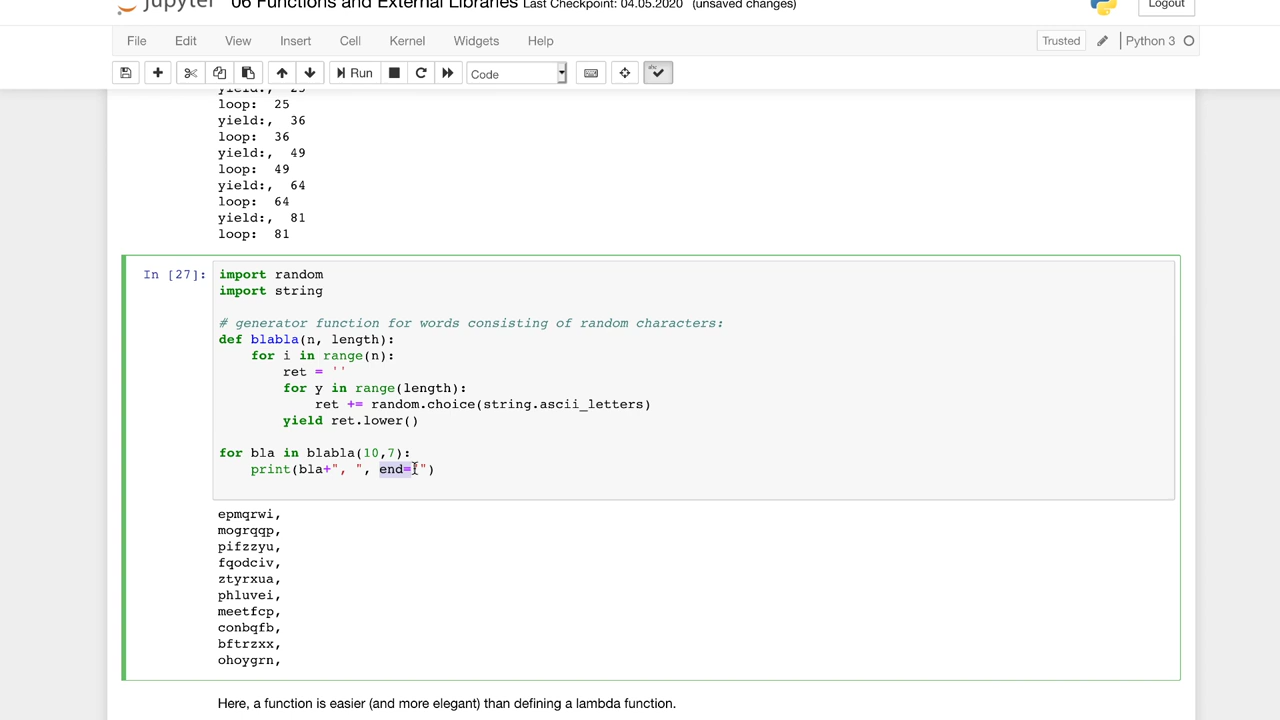 Jupyter 06 Functions and External Libraries Last Checkpoint: 04.05.2020 (unsaved changes) Logout
File Edit View Insert Cell Kernel Widgets Help Trusted Python 3
Run Code
yield:, 25
loop: 25
yield:, 36
loop: 36
yield:, 49
loop: 49
yield:, 64
loop: 64
yield:, 81
loop: 81
In [27]: import random
import string
# generator function for words consisting of random characters:
def blabla(n, length):
for i in range(n):
ret = ''
for y in range(length):
ret += random.choice(string.ascii_letters)
yield ret.lower()
for bla in blabla(10,7):
print(bla+", ", end="")
epmqrwi,
mogrqqp,
pifzzyu,
fqodciv,
ztyrxua,
phluvei,
meetfcp,
conbqfb,
bftrzxx,
ohoygrn,
Here, a function is easier (and more elegant) than defining a lambda function.